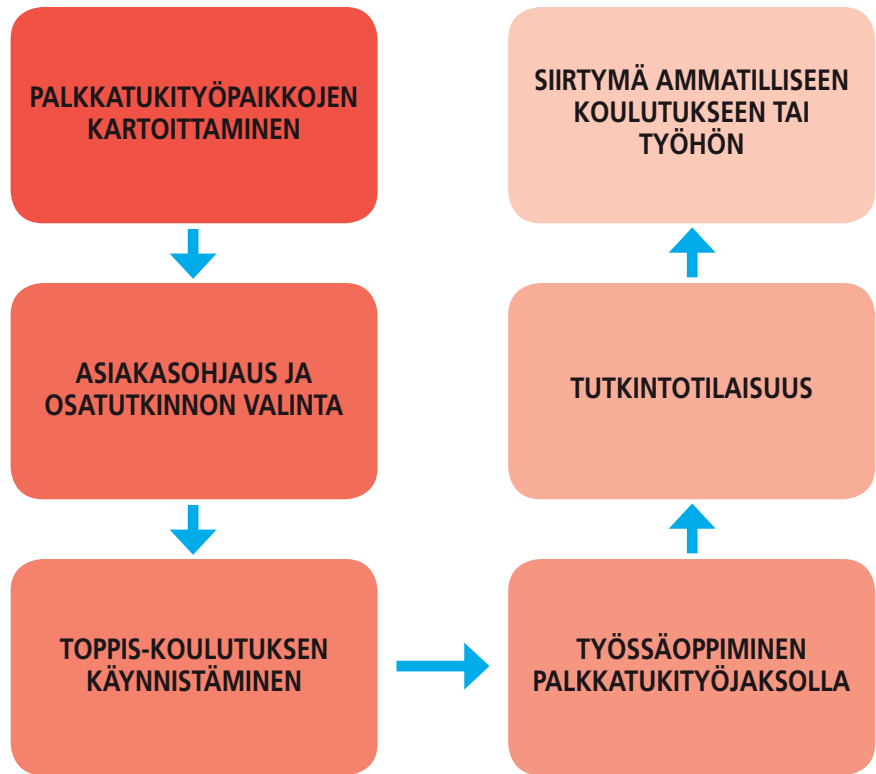 PALKKATUKITYÖPAIKKOJEN
KARTOITTAMINEN
ASIAKASOHJAUS JA
OSATUTKINNON VALINTA
TOPPIS-KOULUTUKSEN
KÄYNNISTÄMINEN
TYÖSSÄOPPIMINEN
PALKKATUKITYÖJAKSOLLA
TUTKINTOTILAISUUS
SIIRTYMÄ AMMATILLISEEN
KOULUTUKSEEN TAI
TYÖHÖN